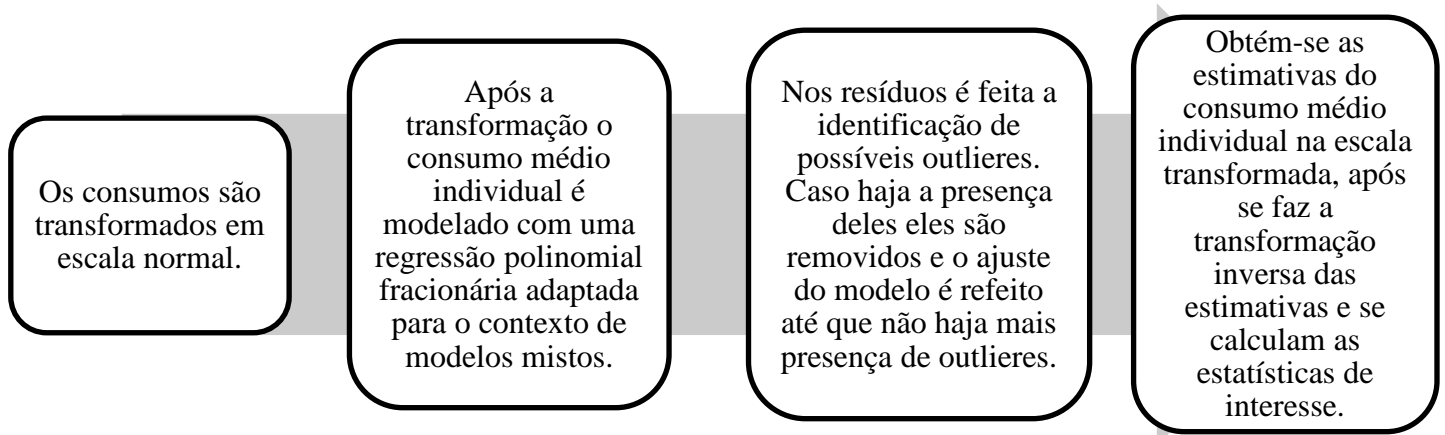 Os consumos são
transformados em
escala normal.
Após a
transformação o
consumo médio
individual é
modelado com uma
regressão polinomial
fracionária adaptada
para o contexto de
modelos mistos.
Nos resíduos é feita a
identificação de
possíveis outlieres.
Caso haja a presença
deles eles são
removidos e o ajuste
do modelo é refeito
até que não haja mais
presença de outlieres.
Obtém-se as
estimativas do
consumo médio
individual na escala
transformada, após
se faz a
transformação
inversa das
estimativas e se
calculam as
estatísticas de
interesse.